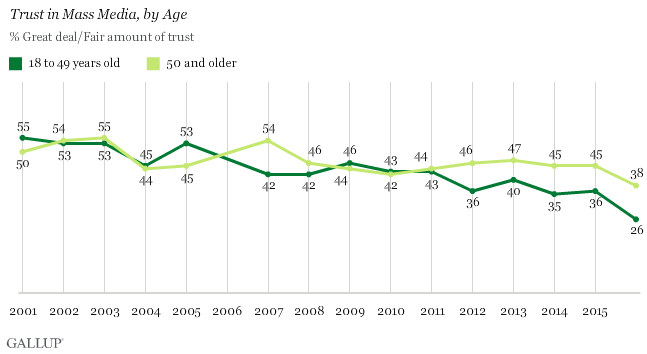 Trust in Mass Media, by Age
% Great deal/Fair amount of trust
18 to 49 years old 50 and older
55 54 55 45 53 54 46 46 43 44 46 47 45 45 38
50 53 53 44 45 42 42 44 42 43 36 40 35 36 26
2001 2002 2003 2004 2005 2006 2007 2008 2009 2010 2011 2012 2013 2014 2015
GALLUP